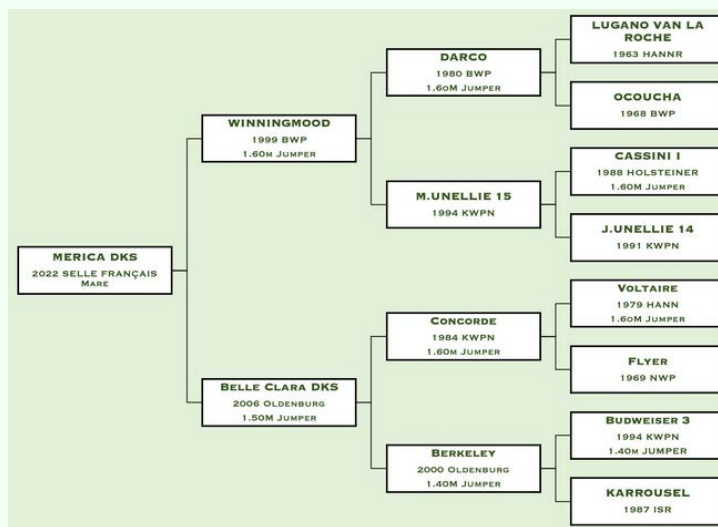 LUGANO VAN LA
ROCHE
1963 HANNR
DARCO
1980 BWP
1.60M JUMPER
OCOUCHA
1968 BWP
WINNINGMOOD
1999 BWP
1.60M JUMPER
CASSINI I
1988 HOLSTEINER
1.60M JUMPER
M.UNELLIE 15
1994 KWPN
J.UNELLIE 14
1991 KWPN
MERICA DKS
2022 SELLE FRANÇAIS
MARE
VOLTAIRE
1979 HANN
1.60M JUMPER
CONCORDE
1984 KWPN
1.60M JUMPER
FLYER
1969 NWP
BELLE CLARA DKS
2006 OLDENBURG
1.50M JUMPER
BUDWEISER 3
1994 KWPN
1.40M JUMPER
BERKELEY
2000 OLDENBURG
1.40M JUMPER
KARROUSEL
1987 ISR